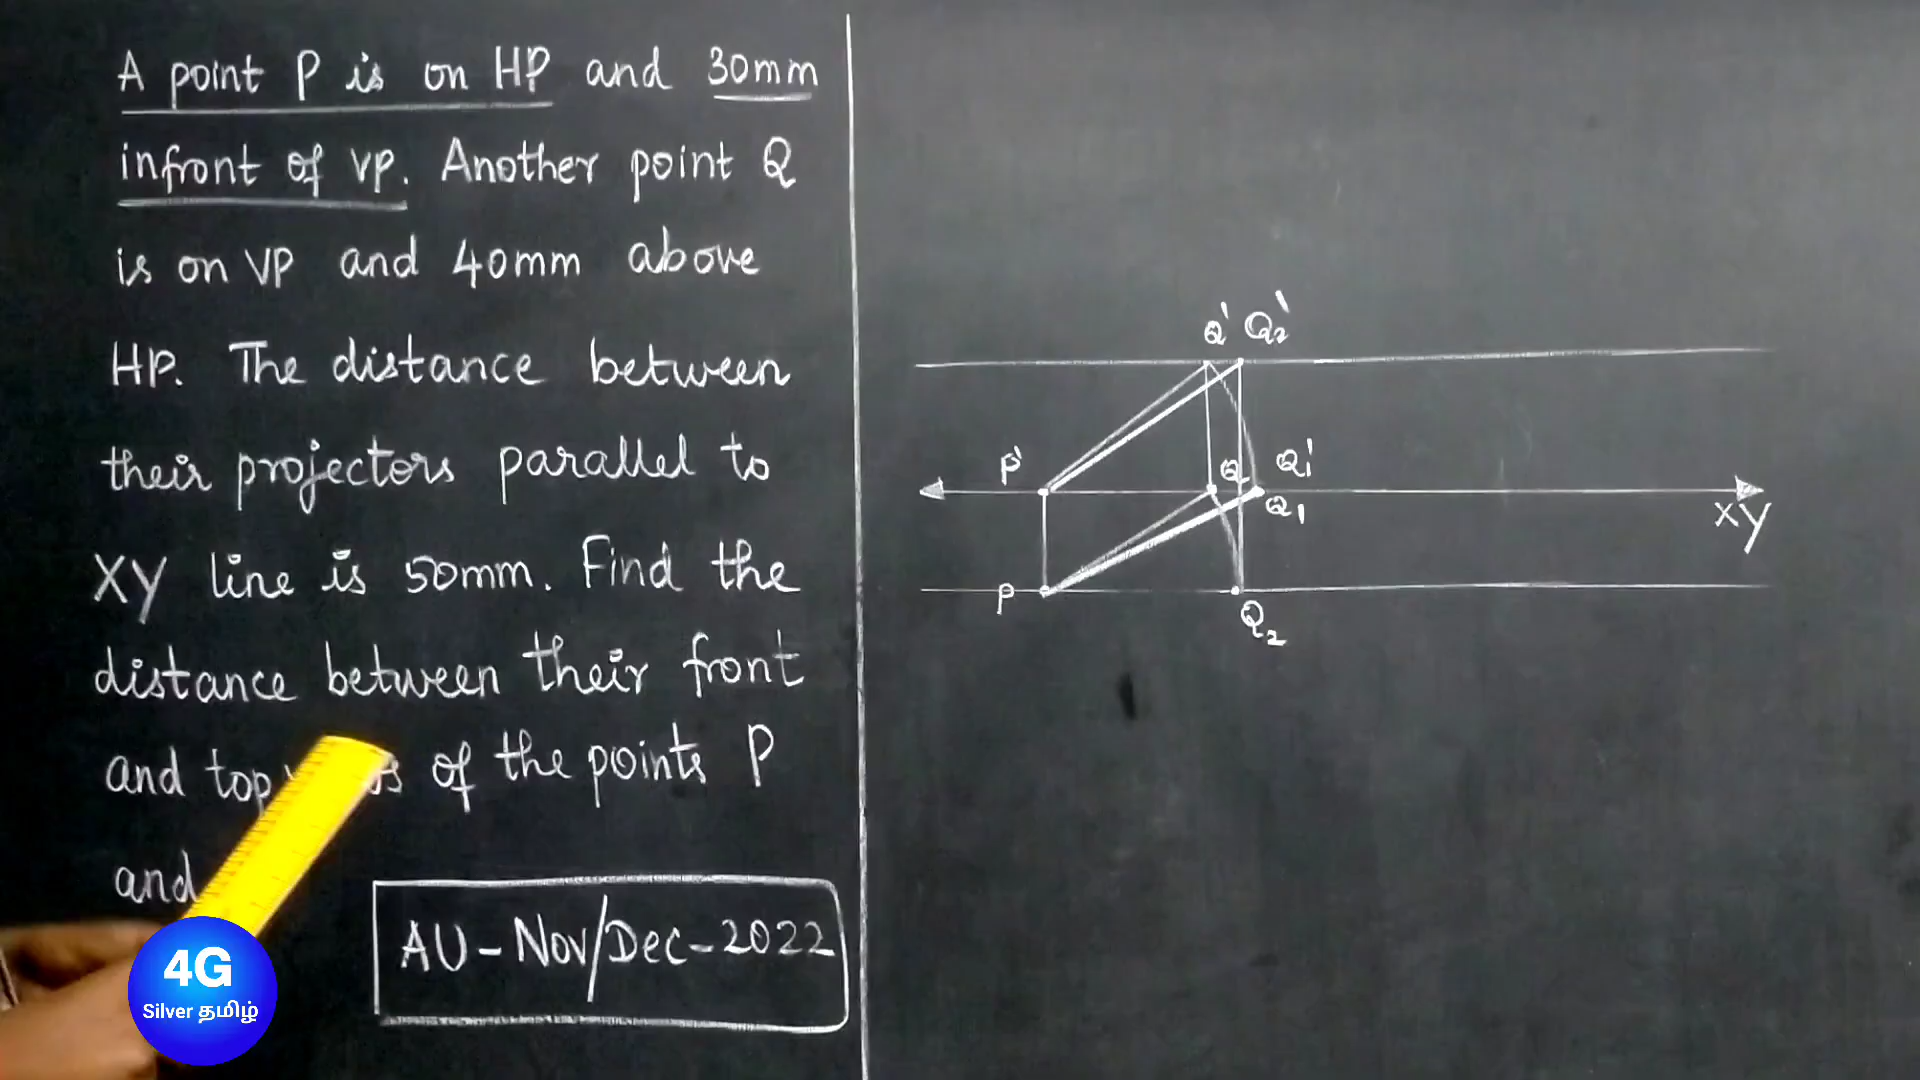 A point P is on HP and 30mm
infront of VP. Another point Q
is on VP and 40mm above
HP. The distance between
their projectors parallel to
XY line is 50mm. Find the
distance between their front
and top of the points P
and
AU-Nov/Dec-2022
4G
Silver தமிழ்
Q' Q2'
P' Q Q1'
Q1
XY
P
Q2